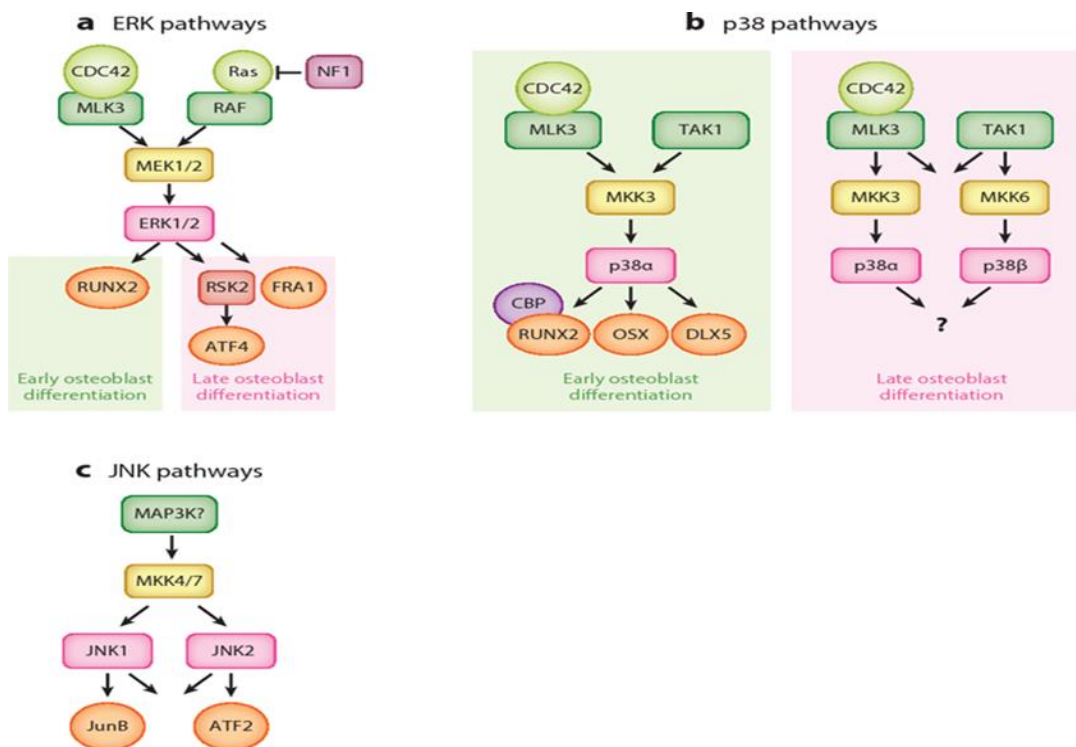 a ERK pathways
CDC42
Ras
NF1
MLK3
RAF
MEK1/2
ERK1/2
RUNX2
RSK2
FRA1
ATF4
Early osteoblast
differentiation
Late osteoblast
differentiation
b p38 pathways
CDC42
MLK3
TAK1
MKK3
p38α
CBP
RUNX2
OSX
DLX5
Early osteoblast
differentiation
CDC42
MLK3
TAK1
MKK3
MKK6
p38α
p38β
?
Late osteoblast
differentiation
c JNK pathways
MAP3K?
MKK4/7
JNK1
JNK2
JunB
ATF2